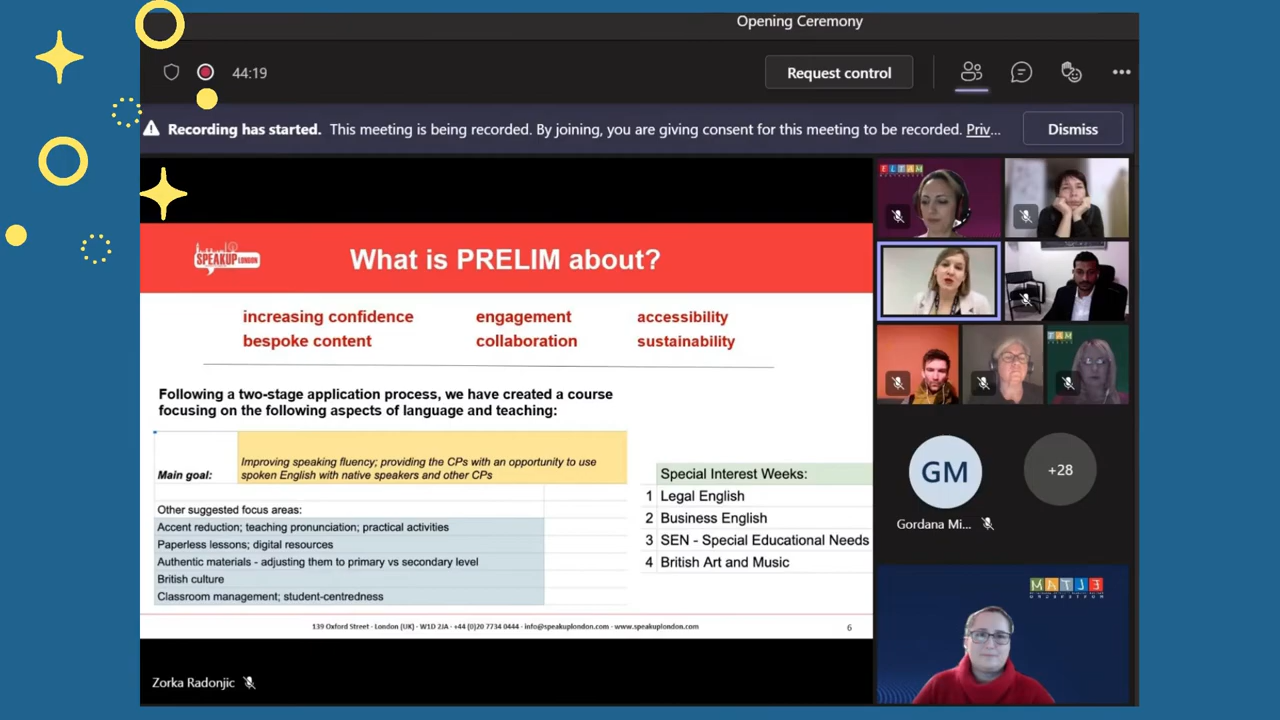 Opening Ceremony
44:19
Request control
Recording has started. This meeting is being recorded. By joining, you are giving consent for this meeting to be recorded. Priv...
Dismiss
SPEAKUP LONDON
What is PRELIM about?
increasing confidence
engagement
accessibility
bespoke content
collaboration
sustainability
Following a two-stage application process, we have created a course
focusing on the following aspects of language and teaching:
Main goal:
Improving speaking fluency; providing the CPs with an opportunity to use
spoken English with native speakers and other CPs
Other suggested focus areas:
Accent reduction; teaching pronunciation; practical activities
Paperless lessons; digital resources
Authentic materials - adjusting them to primary vs secondary level
British culture
Classroom management; student-centredness
Special Interest Weeks:
1 Legal English
2 Business English
3 SEN - Special Educational Needs
4 British Art and Music
139 Oxford Street · London (UK) · W1D 2JA · +44 (0)20 7734 0444 · info@speakuplondon.com · www.speakuplondon.com
6
Zorka Radonjic
ELTAM
GM
+28
Gordana Mi...
ELTAM